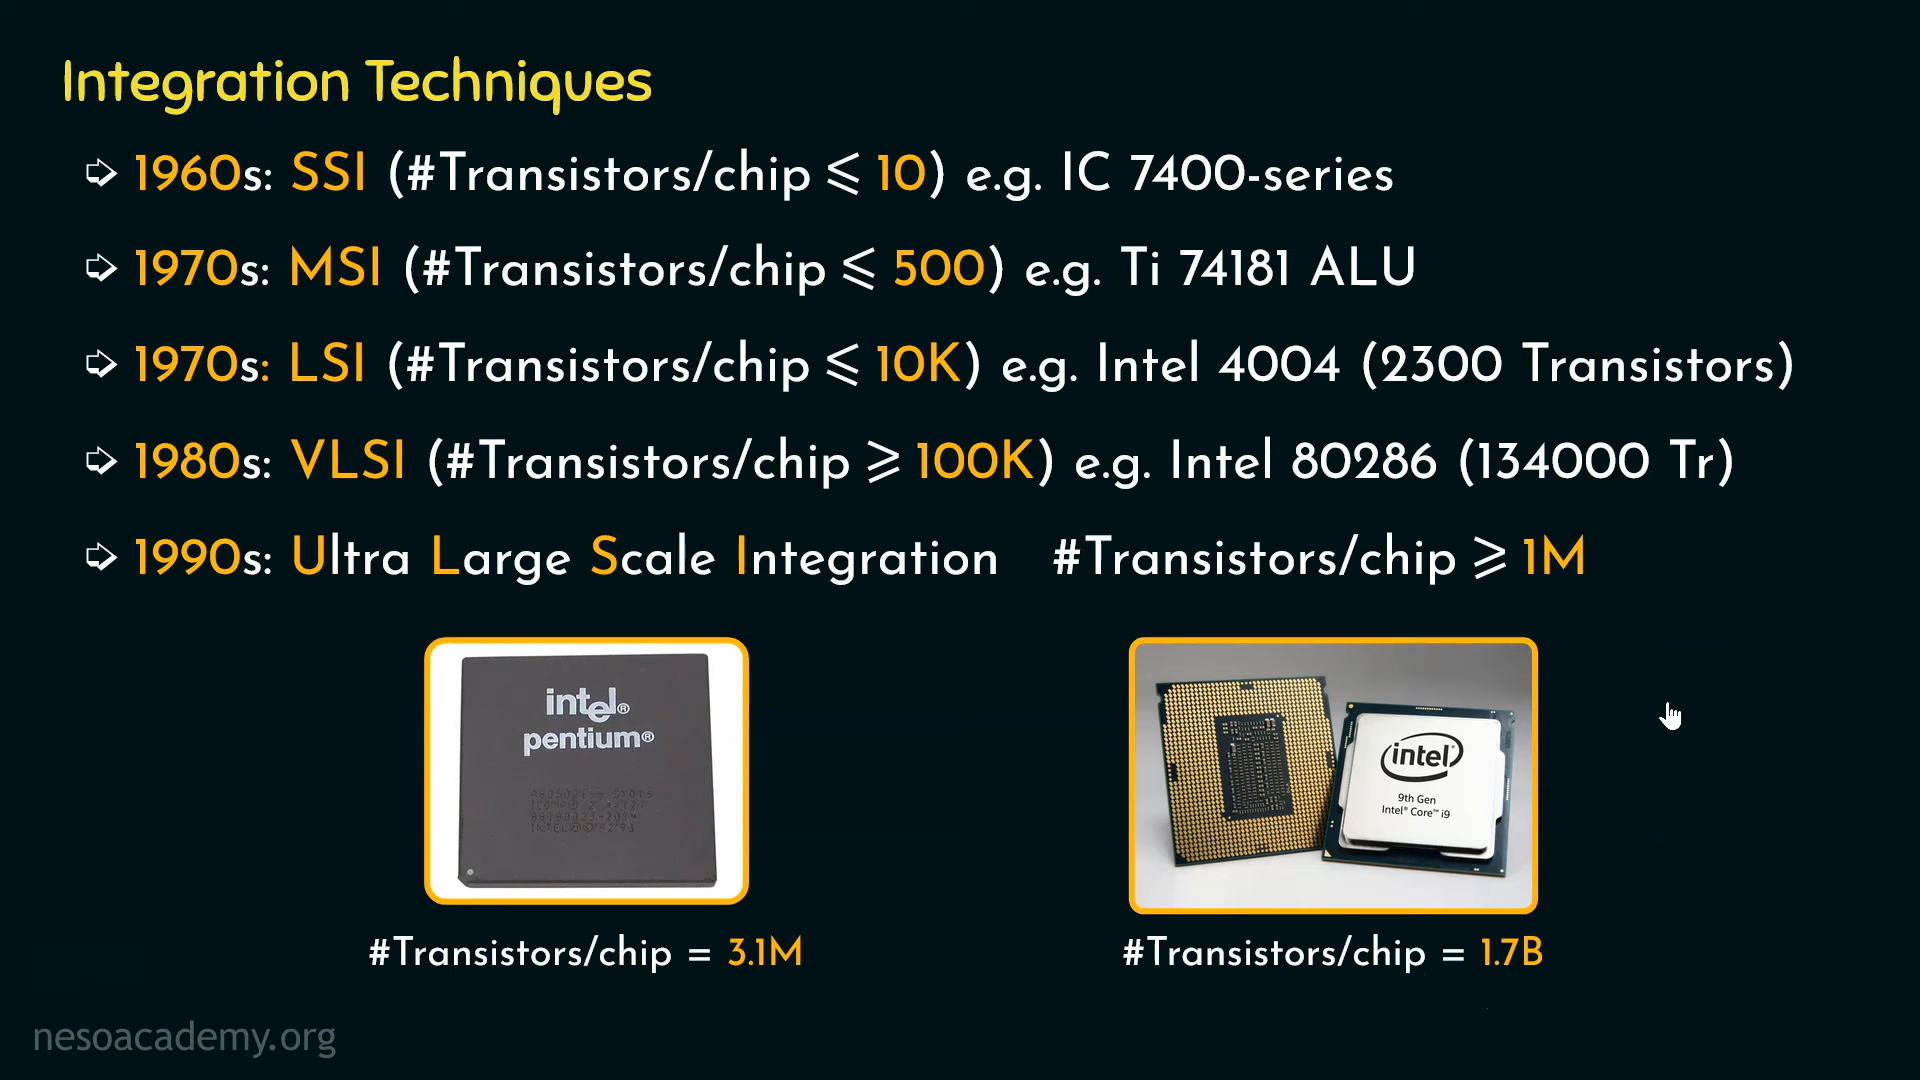 Integration Techniques
➩ 1960s: SSI (#Transistors/chip ⩽ 10) e.g. IC 7400-series
➩ 1970s: MSI (#Transistors/chip ⩽ 500) e.g. Ti 74181 ALU
➩ 1970s: LSI (#Transistors/chip ⩽ 10K) e.g. Intel 4004 (2300 Transistors)
➩ 1980s: VLSI (#Transistors/chip ⩾ 100K) e.g. Intel 80286 (134000 Tr)
➩ 1990s: Ultra Large Scale Integration #Transistors/chip ⩾ 1M
intel®
pentium®
intel®
9th Gen
Intel® Core™ i9
#Transistors/chip = 3.1M
#Transistors/chip = 1.7B
nesoacademy.org